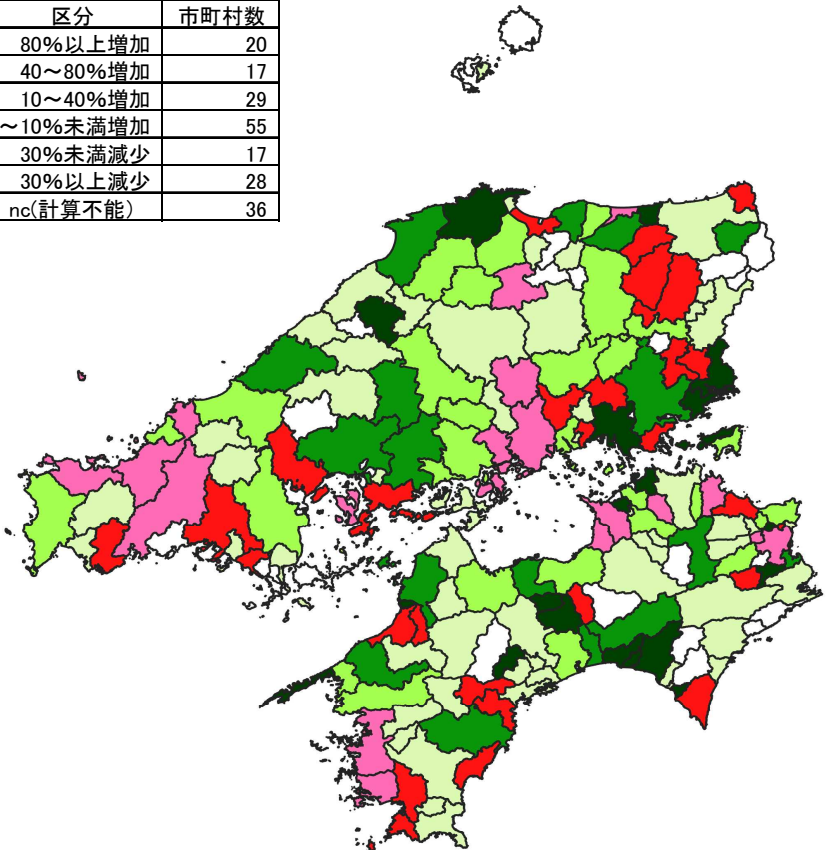 区分 市町村数
80%以上増加 20
40～80%増加 17
10～40%増加 29
～10%未満増加 55
30%未満減少 17
30%以上減少 28
nc(計算不能) 36